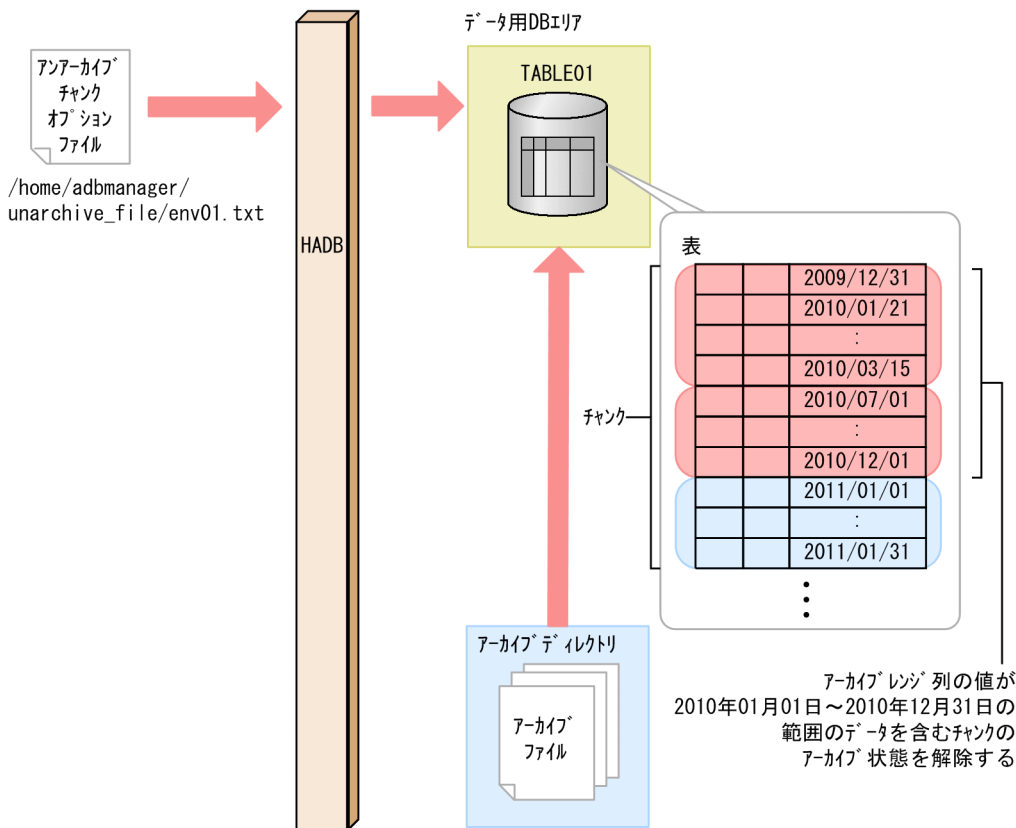 データ用DBエリア
アンアーカイブ
チャンク
オプション
ファイル
TABLE01
/home/adbmanager/
unarchive_file/env01.txt
HADB
表
2009/12/31
2010/01/21
:
2010/03/15
2010/07/01
:
2010/12/01
2011/01/01
:
2011/01/31
チャンク
アーカイブディレクトリ
アーカイブ
ファイル
アーカイブレンジ列の値が
2010年01月01日~2010年12月31日の
範囲のデータを含むチャンクの
アーカイブ状態を解除する